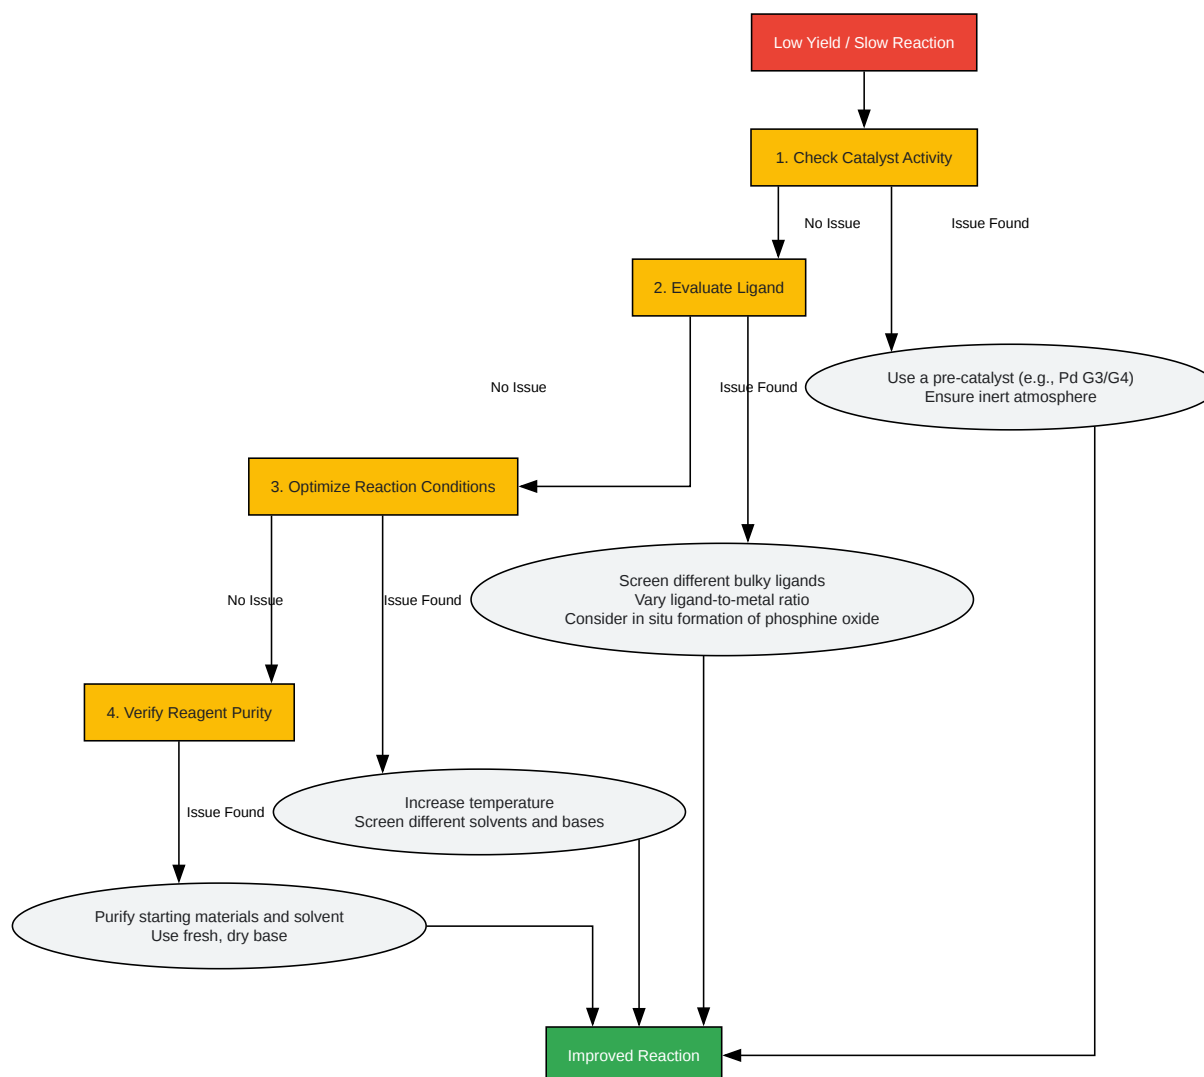 Low Yield / Slow Reaction
1. Check Catalyst Activity
No Issue
Issue Found
2. Evaluate Ligand
Use a pre-catalyst (e.g., Pd G3/G4)
Ensure inert atmosphere
No Issue
Issue Found
3. Optimize Reaction Conditions
Screen different bulky ligands
Vary ligand-to-metal ratio
Consider in situ formation of phosphine oxide
No Issue
Issue Found
4. Verify Reagent Purity
Increase temperature
Screen different solvents and bases
Issue Found
Purify starting materials and solvent
Use fresh, dry base
Improved Reaction